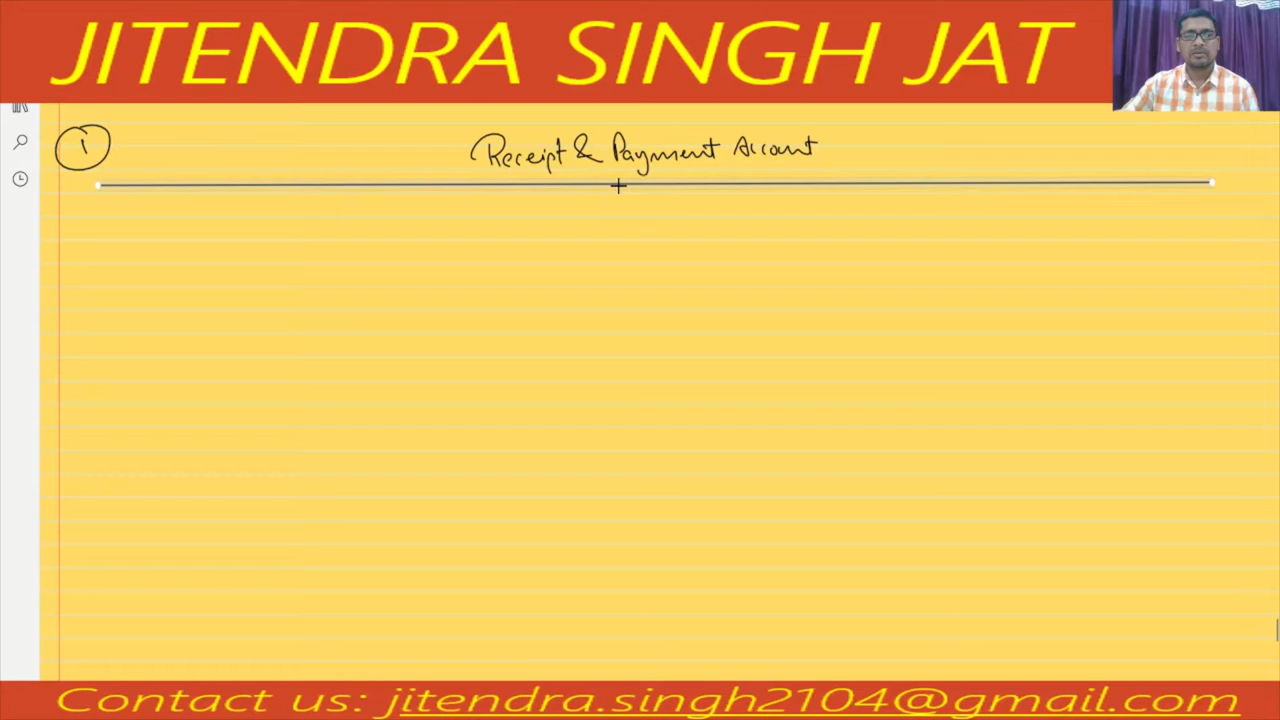 JITENDRA SINGH JAT
1 Receipt & Payment Account
Contact us: jitendra.singh2104@gmail.com